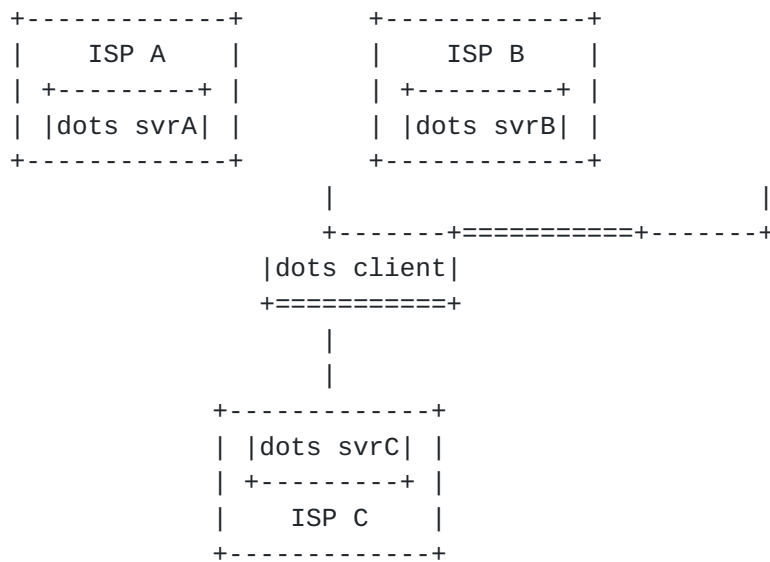 ISP A ISP B
dots svrA dots svrB
dots client
dots svrC
ISP C